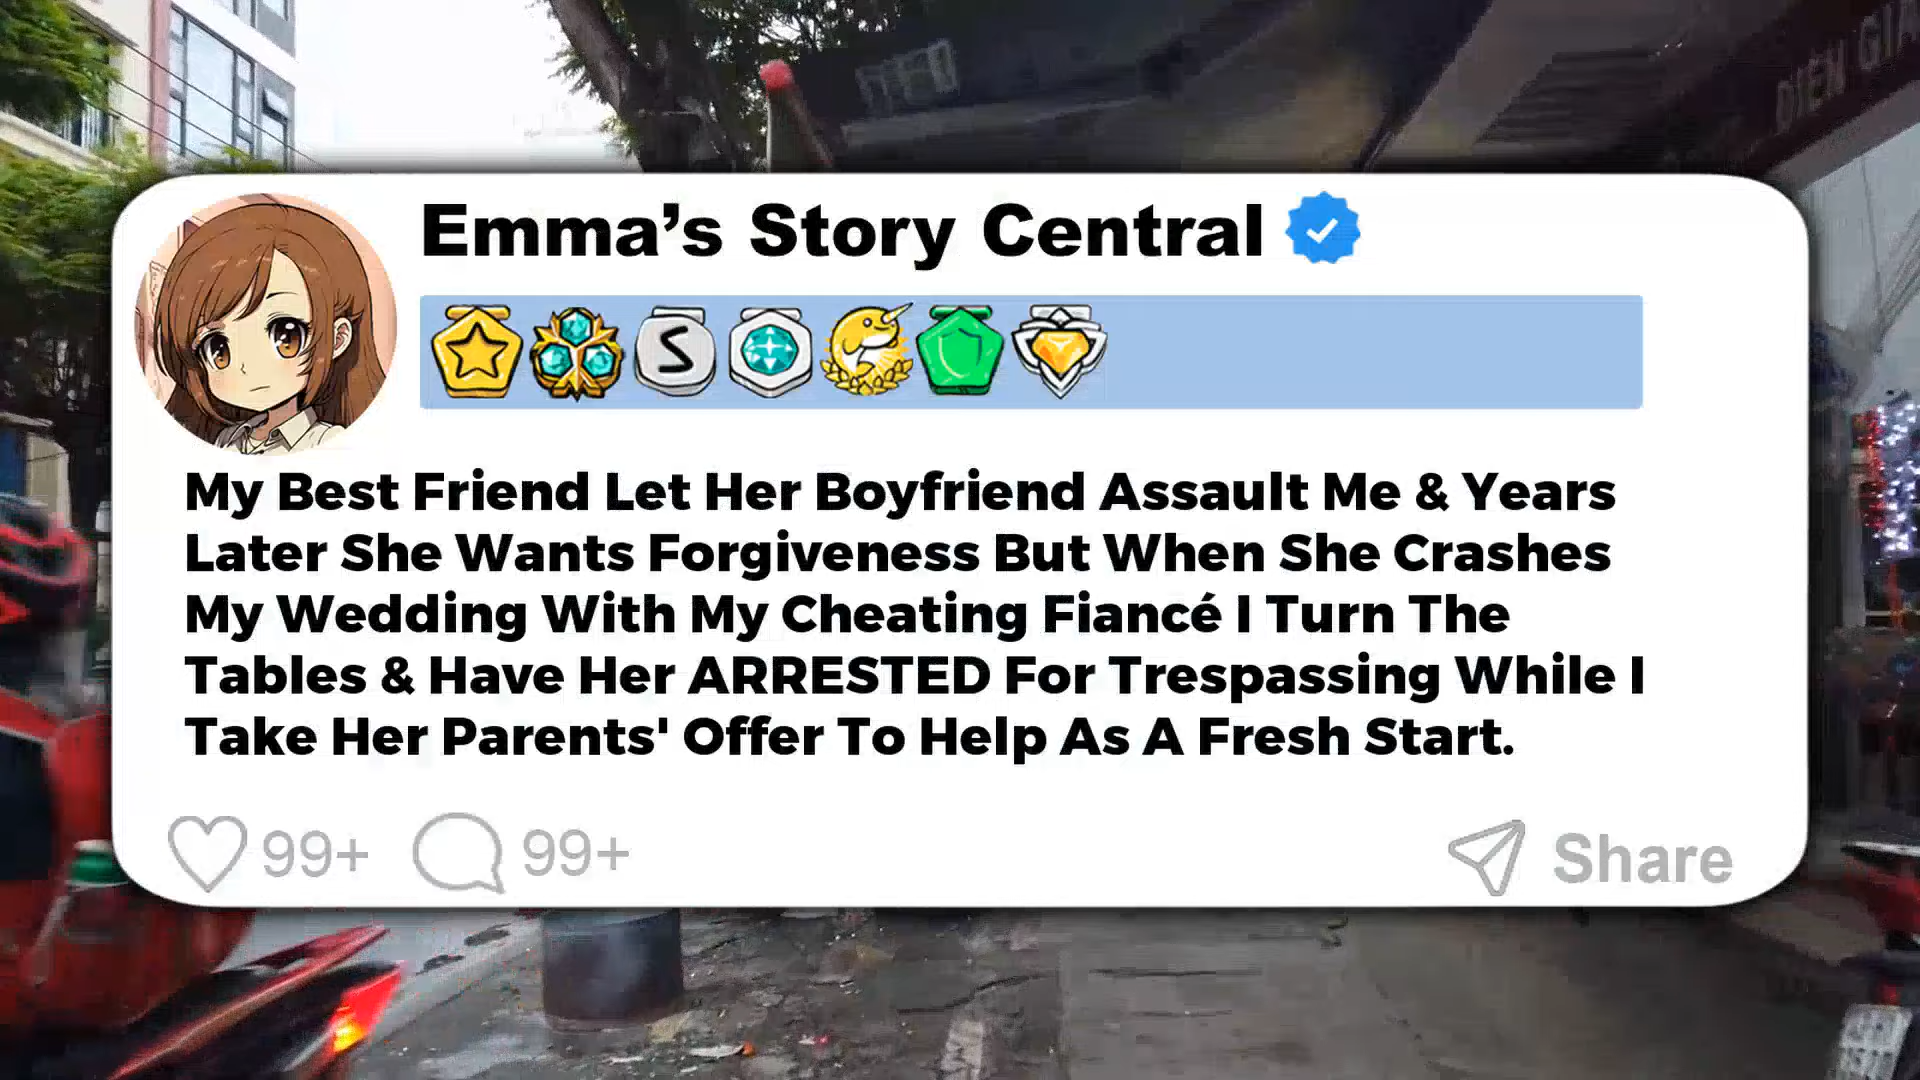 DIEN GIA
Emma’s Story Central
S
My Best Friend Let Her Boyfriend Assault Me & Years
Later She Wants Forgiveness But When She Crashes
My Wedding With My Cheating Fiancé I Turn The
Tables & Have Her ARRESTED For Trespassing While I
Take Her Parents' Offer To Help As A Fresh Start.
99+
99+
Share